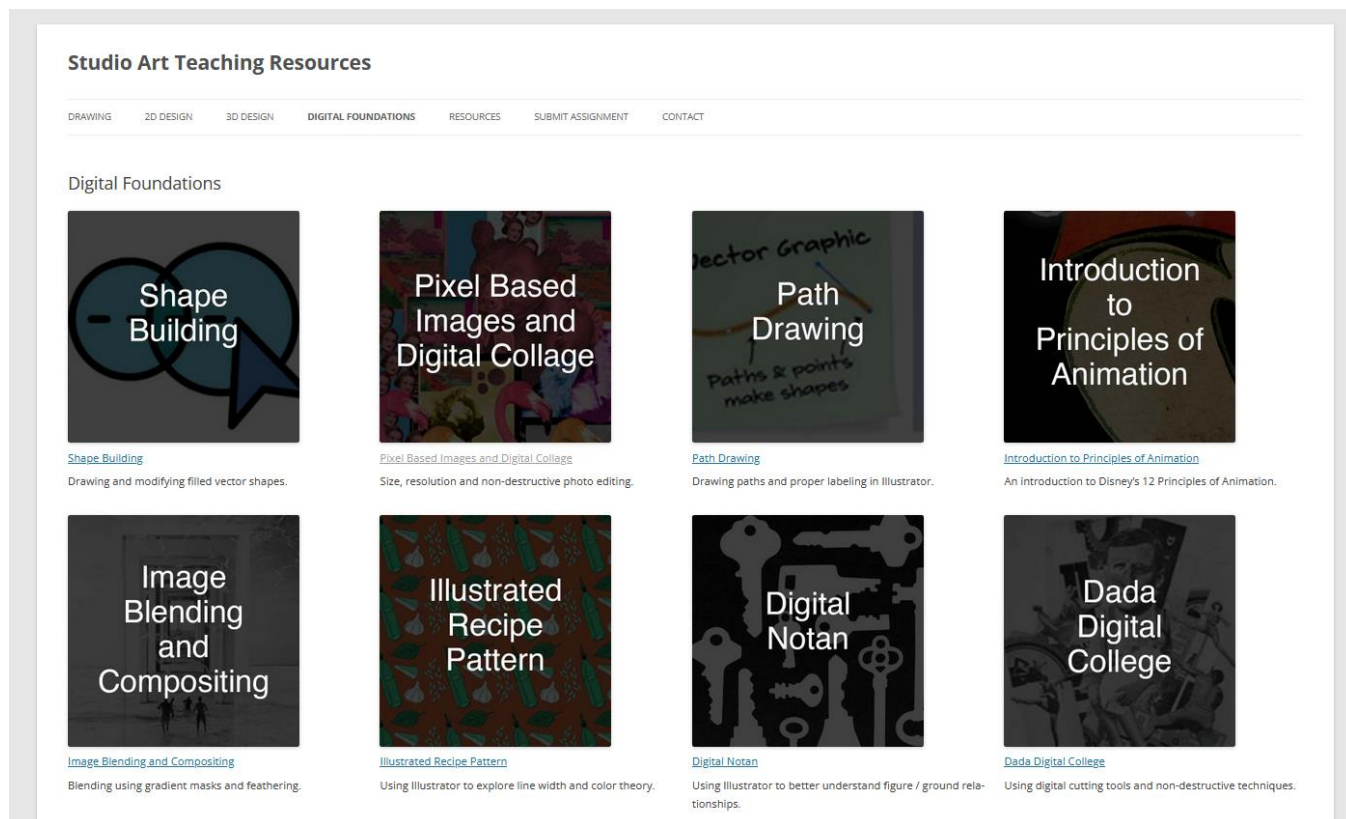 Studio Art Teaching Resources
DRAWING 2D DESIGN 3D DESIGN DIGITAL FOUNDATIONS RESOURCES SUBMIT ASSIGNMENT CONTACT
Digital Foundations
Shape
Building
Shape Building
Drawing and modifying filled vector shapes.
Pixel Based
Images and
Digital Collage
Pixel Based Images and Digital Collage
Size, resolution and non-destructive photo editing.
Vector Graphic
Path
Drawing
Paths & points
make shapes
Path Drawing
Drawing paths and proper labeling in Illustrator.
Introduction
to
Principles of
Animation
Introduction to Principles of Animation
An introduction to Disney's 12 Principles of Animation.
Image
Blending
and
Compositing
Image Blending and Compositing
Blending using gradient masks and feathering.
Illustrated
Recipe
Pattern
Illustrated Recipe Pattern
Using Illustrator to explore line width and color theory.
Digital
Notan
Digital Notan
Using Illustrator to better understand figure / ground rela-
tionships.
Dada
Digital
College
Dada Digital College
Using digital cutting tools and non-destructive techniques.